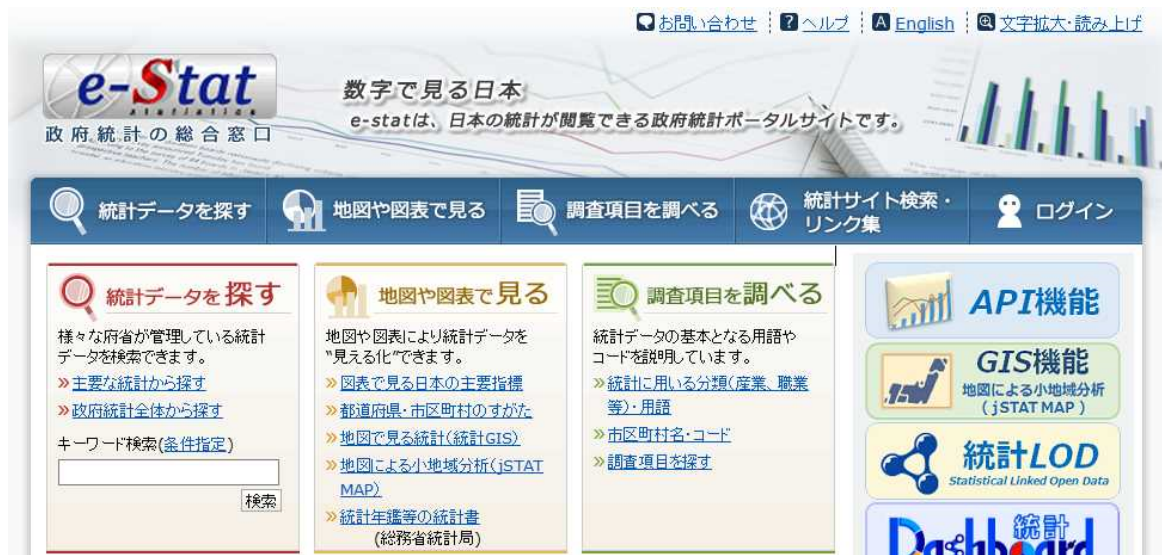 お問い合わせ
ヘルプ
English
文字拡大・読み上げ
e-Stat
statistics
政府統計の総合窓口
数字で見る日本
e-statは、日本の統計が閲覧できる政府統計ポータルサイトです。
統計データを探す
地図や図表で見る
調査項目を調べる
統計サイト検索・
リンク集
ログイン
統計データを探す
様々な府省が管理している統計
データを検索できます。
»主要な統計から探す
»政府統計全体から探す
キーワード検索(条件指定)
検索
地図や図表で見る
地図や図表により統計データを
“見える化”できます。
»図表で見る日本の主要指標
»都道府県・市区町村のすがた
»地図で見る統計(統計GIS)
»地図による小地域分析(jSTAT
MAP)
»統計年鑑等の統計書
(総務省統計局)
調査項目を調べる
統計データの基本となる用語や
コードを説明しています。
»統計に用いる分類(産業、職業
等)・用語
»市区町村名・コード
»調査項目を探す
API機能
GIS機能
地図による小地域分析
(jSTAT MAP)
統計LOD
Statistical Linked Open Data
統計
Dashboard